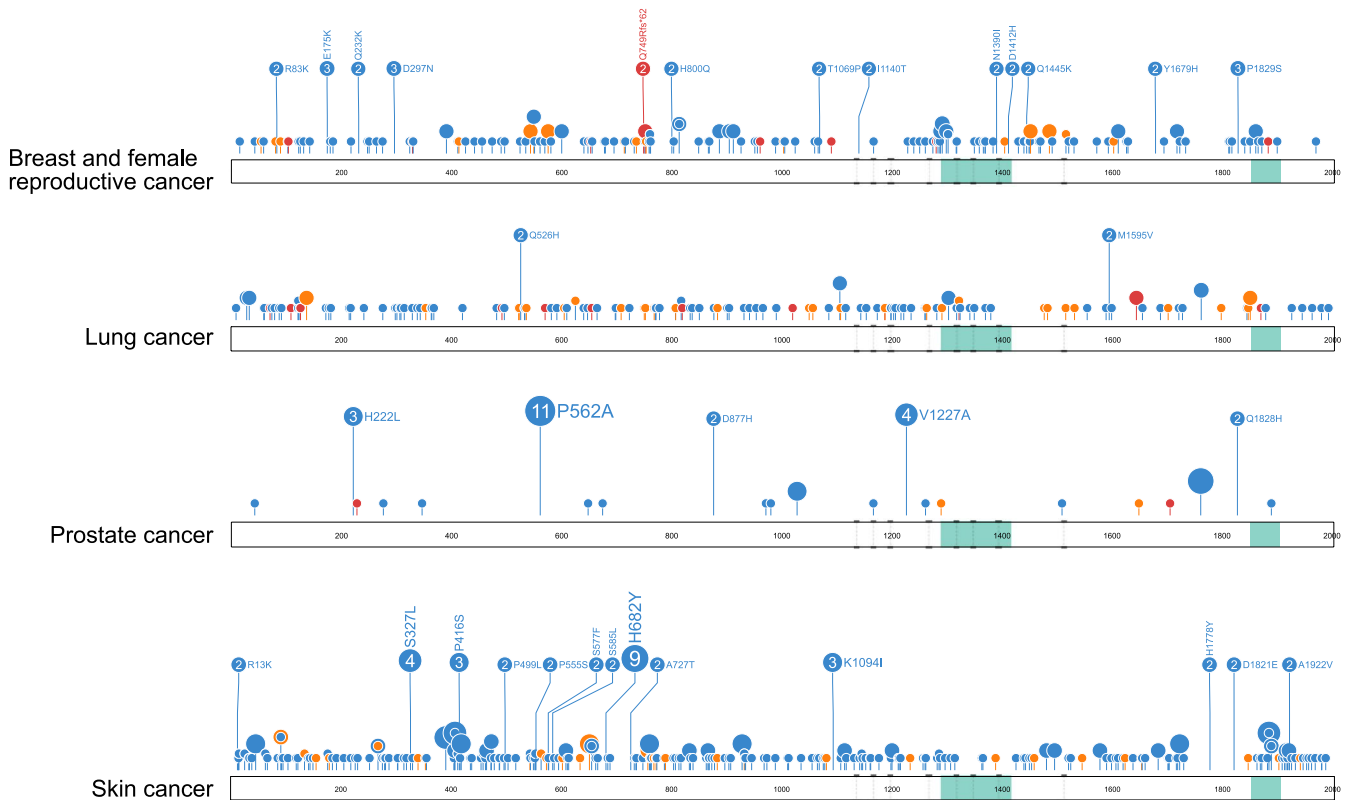 2 R83K
3 E175K
2 Q232K
3 D297N
2 Q749Rfs*62
2 H800Q
2 T1069P
2 I1140T
2 N1390I
2 D1412H
2 Q1445K
2 Y1679H
3 P1829S
Breast and female
reproductive cancer
200 400 600 800 1000 1200 1400 1600 1800 2000
2 Q526H
2 M1595V
Lung cancer
200 400 600 800 1000 1200 1400 1600 1800 2000
3 H222L
11 P562A
2 D877H
4 V1227A
2 Q1828H
Prostate cancer
200 400 600 800 1000 1200 1400 1600 1800 2000
2 R13K
4 S327L
3 P416S
2 P499L
2 P555S
2 S577F
2 S585L
9 H682Y
2 A727T
3 K1094I
2 H1778Y
2 D1821E
2 A1922V
Skin cancer
200 400 600 800 1000 1200 1400 1600 1800 2000